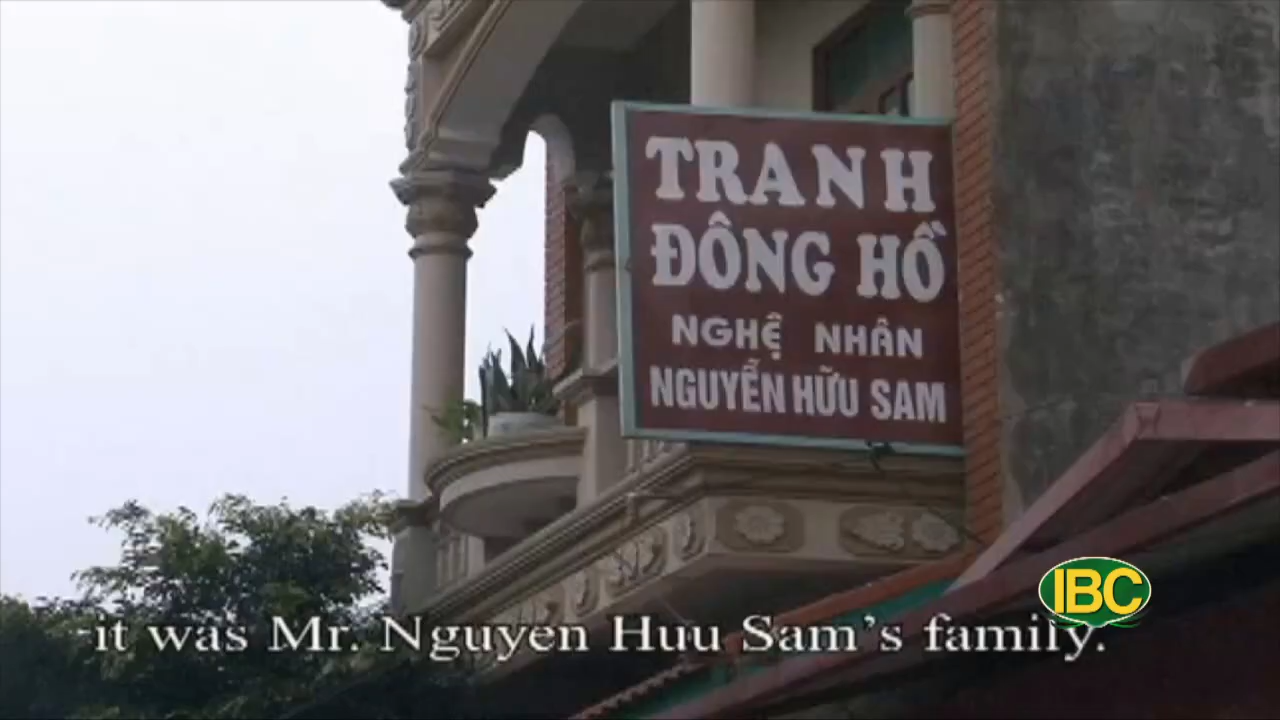 TRANH
ĐÔNG HỒ
NGHỆ NHÂN
NGUYỄN HỮU SAM
IBC
it was Mr. Nguyen Huu Sam's family.